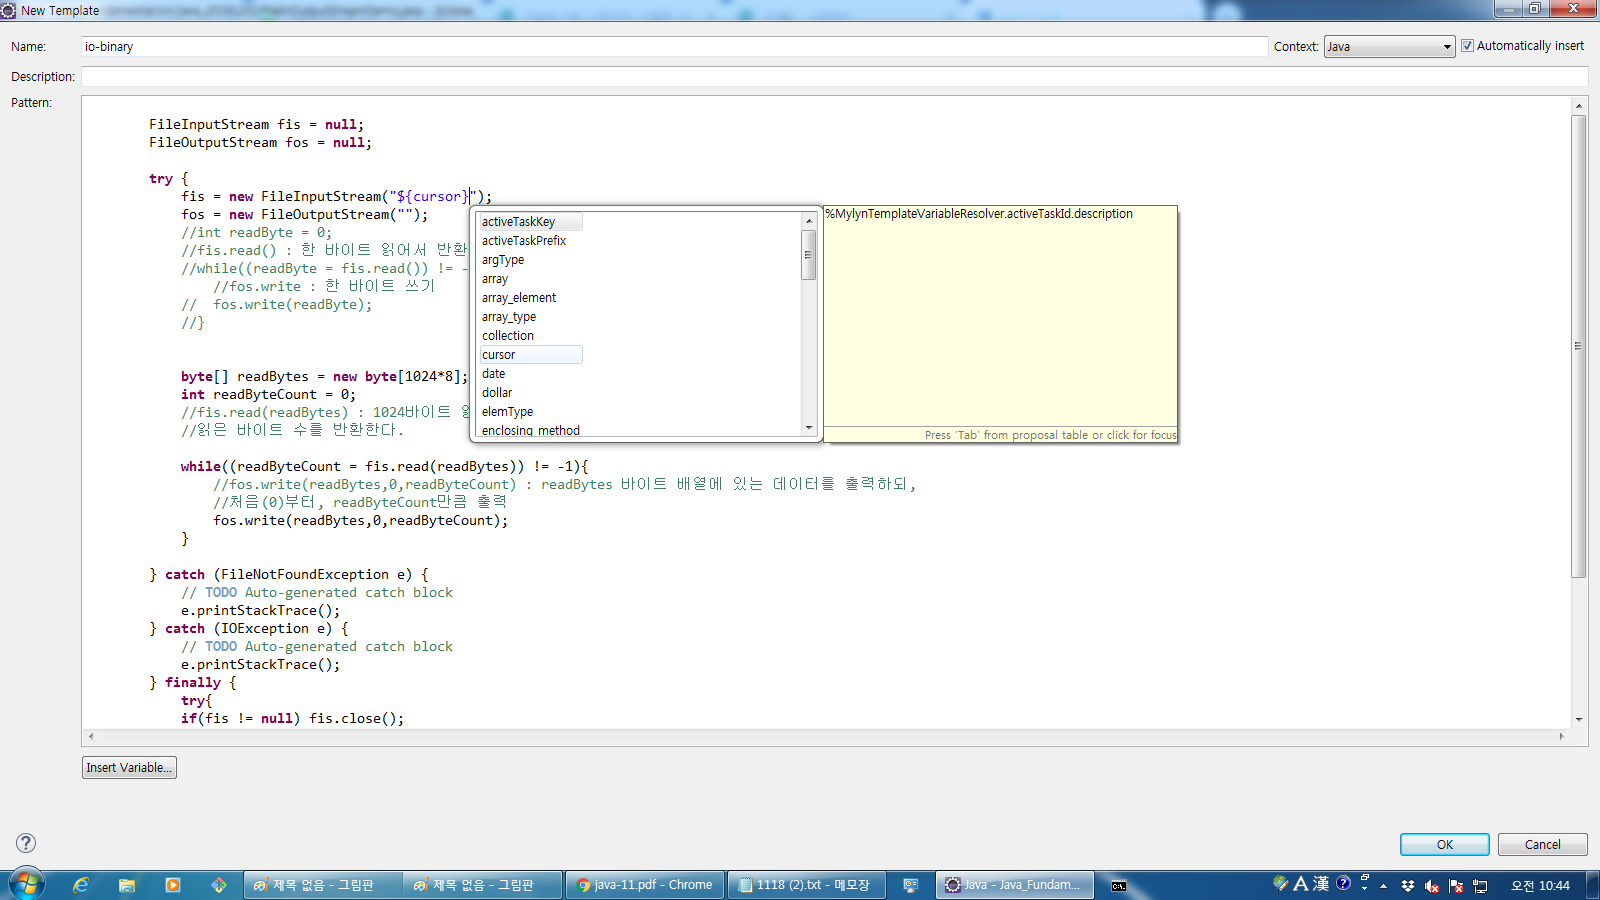 New Template
Name:
io-binary
Context:
Java
Automatically insert
Description:
Pattern:
FileInputStream fis = null;
FileOutputStream fos = null;
try {
fis = new FileInputStream("${cursor}");
fos = new FileOutputStream("");
//int readByte = 0;
//fis.read() : 한 바이트 읽어서 반환
//while((readByte = fis.read()) != -
//fos.write : 한 바이트 쓰기
// fos.write(readByte);
//}
byte[] readBytes = new byte[1024*8];
int readByteCount = 0;
//fis.read(readBytes) : 1024바이트
//읽은 바이트 수를 반환한다.
while((readByteCount = fis.read(readBytes)) != -1){
//fos.write(readBytes,0,readByteCount) : readBytes 바이트 배열에 있는 데이터를 출력하되,
//처음(0)부터, readByteCount만큼 출력
fos.write(readBytes,0,readByteCount);
}
} catch (FileNotFoundException e) {
// TODO Auto-generated catch block
e.printStackTrace();
} catch (IOException e) {
// TODO Auto-generated catch block
e.printStackTrace();
} finally {
try{
if(fis != null) fis.close();
activeTaskKey
activeTaskPrefix
argType
array
array_element
array_type
collection
cursor
date
dollar
elemType
enclosing_method
%MylynTemplateVariableResolver.activeTaskId.description
Press 'Tab' from proposal table or click for focus
Insert Variable...
OK
Cancel
제목 없음 - 그림판
제목 없음 - 그림판
java-11.pdf - Chrome
1118 (2).txt - 메모장
Java - Java_Fundam...
A 漢
오전 10:44